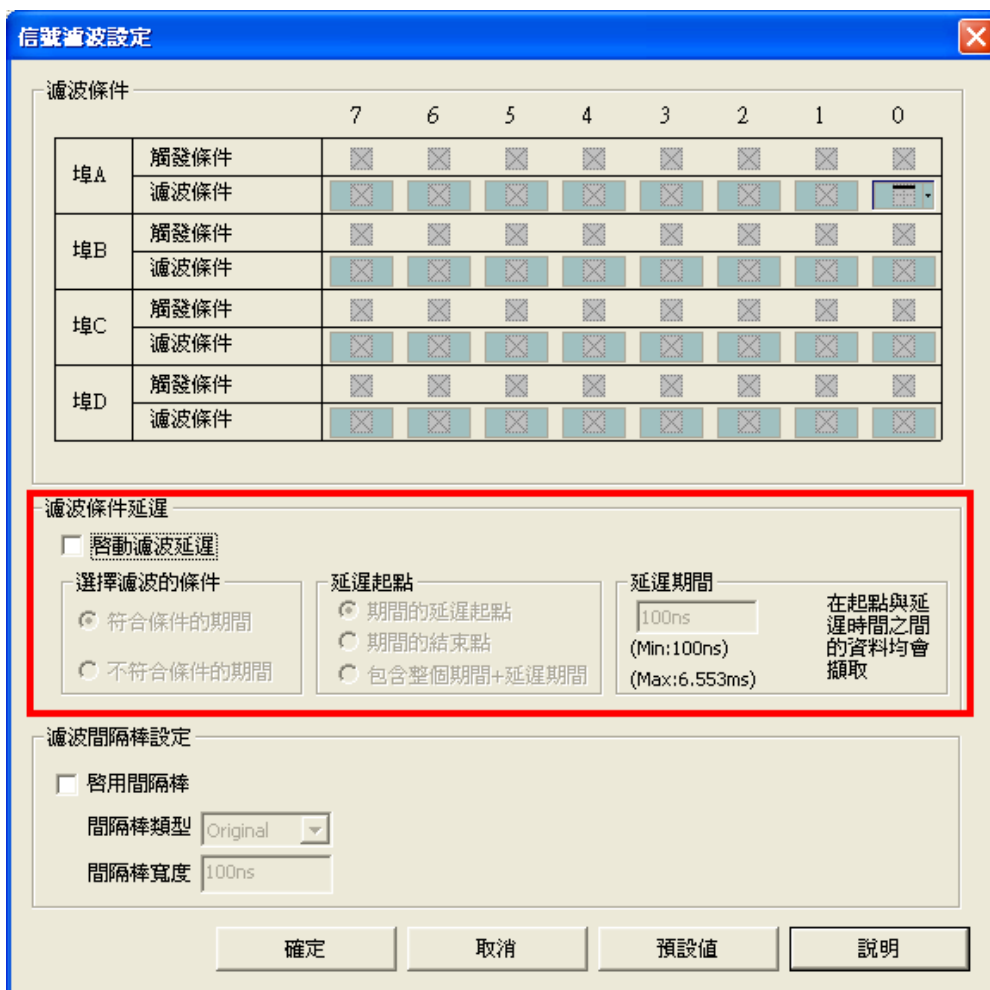 信號濾波設定
濾波條件
7 6 5 4 3 2 1 0
埠A
觸發條件
濾波條件
埠B
觸發條件
濾波條件
埠C
觸發條件
濾波條件
埠D
觸發條件
濾波條件
濾波條件延遲
啓動濾波延遲
選擇濾波的條件
符合條件的期間
不符合條件的期間
延遲起點
期間的延遲起點
期間的結束點
包含整個期間+延遲期間
延遲期間
100ns
(Min:100ns)
(Max:6.553ms)
在起點與延
遲時間之間
的資料均會
擷取
濾波間隔棒設定
啓用間隔棒
間隔棒類型 Original
間隔棒寬度 100ns
確定 取消 預設值 說明